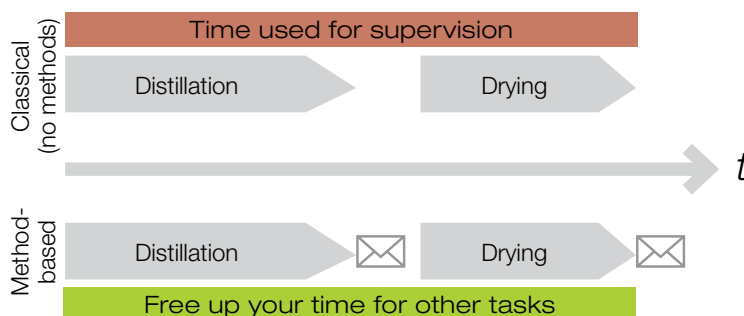 Time used for supervision
Classical
(no methods)
Distillation
Drying
t
Method-
based
Distillation
Drying
Free up your time for other tasks